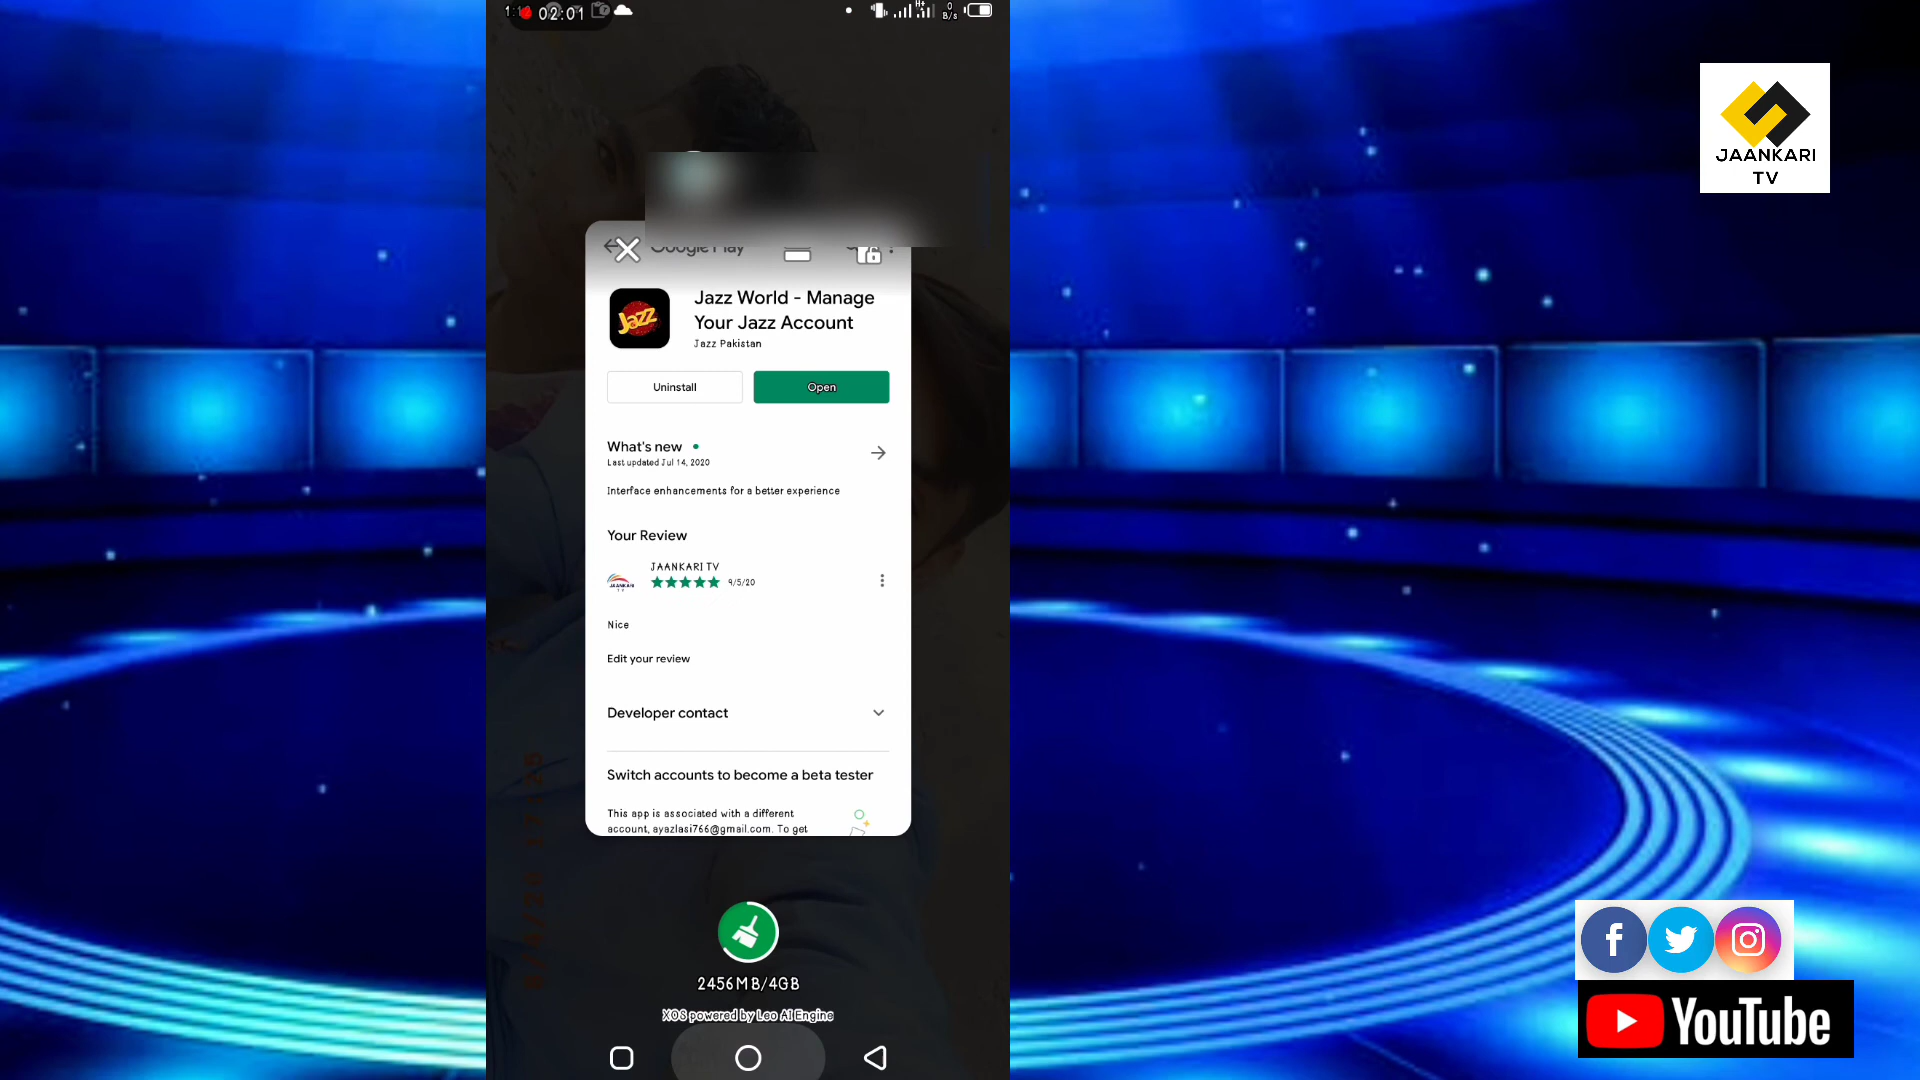 02:01
0
B/s
JAANKARI
TV
Google Play
Jazz
Jazz World - Manage
Your Jazz Account
Jazz Pakistan
Uninstall
Open
What's new
Last updated Jul 14, 2020
Interface enhancements for a better experience
Your Review
JAANKARI TV
9/5/20
Nice
Edit your review
Developer contact
Switch accounts to become a beta tester
This app is associated with a different
account, ayazlasi766@gmail.com. To get
2456MB/4GB
XOS powered by Leo AI Engine
YouTube